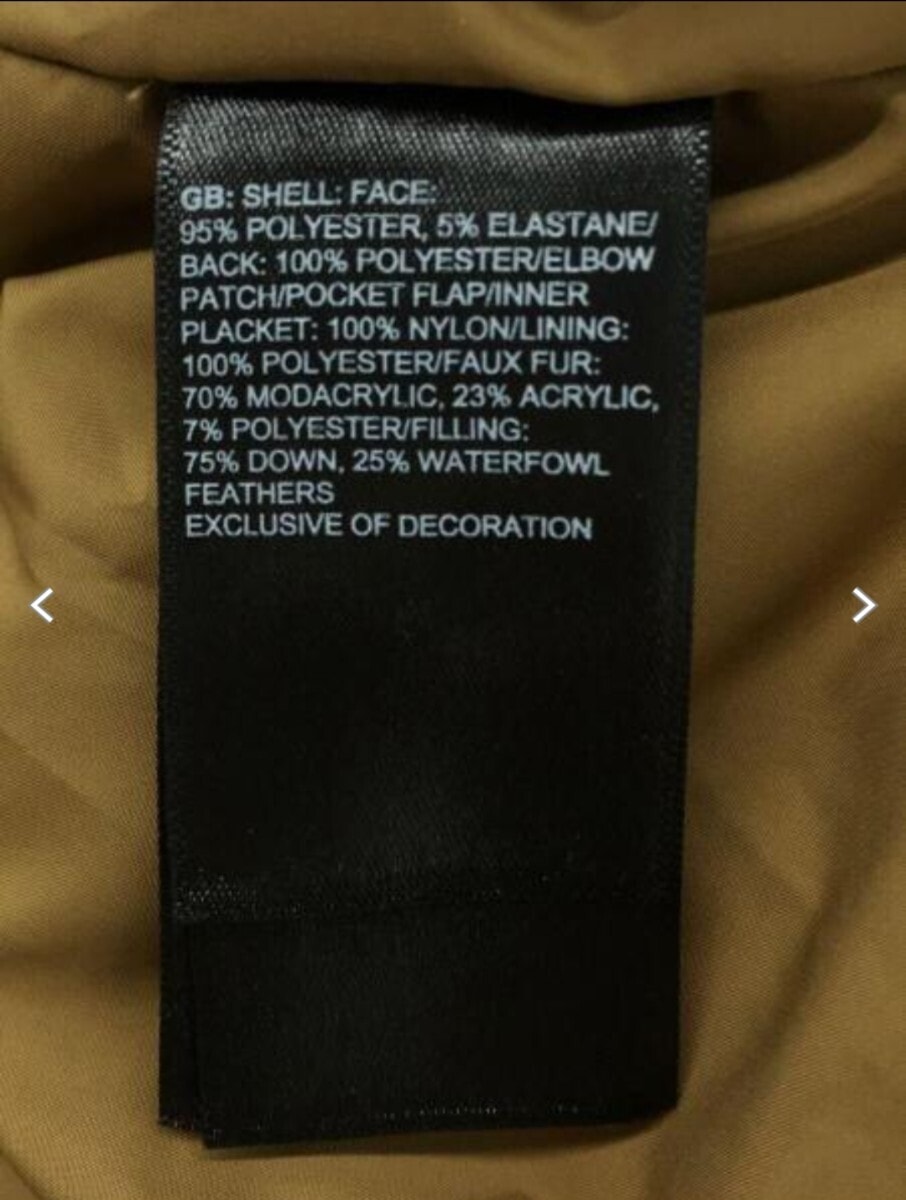 GB: SHELL: FACE:
95% POLYESTER, 5% ELASTANE/
BACK: 100% POLYESTER/ELBOW
PATCH/POCKET FLAP/INNER
PLACKET: 100% NYLON/LINING:
100% POLYESTER/FAUX FUR:
70% MODACRYLIC, 23% ACRYLIC,
7% POLYESTER/FILLING:
75% DOWN, 25% WATERFOWL
FEATHERS
EXCLUSIVE OF DECORATION